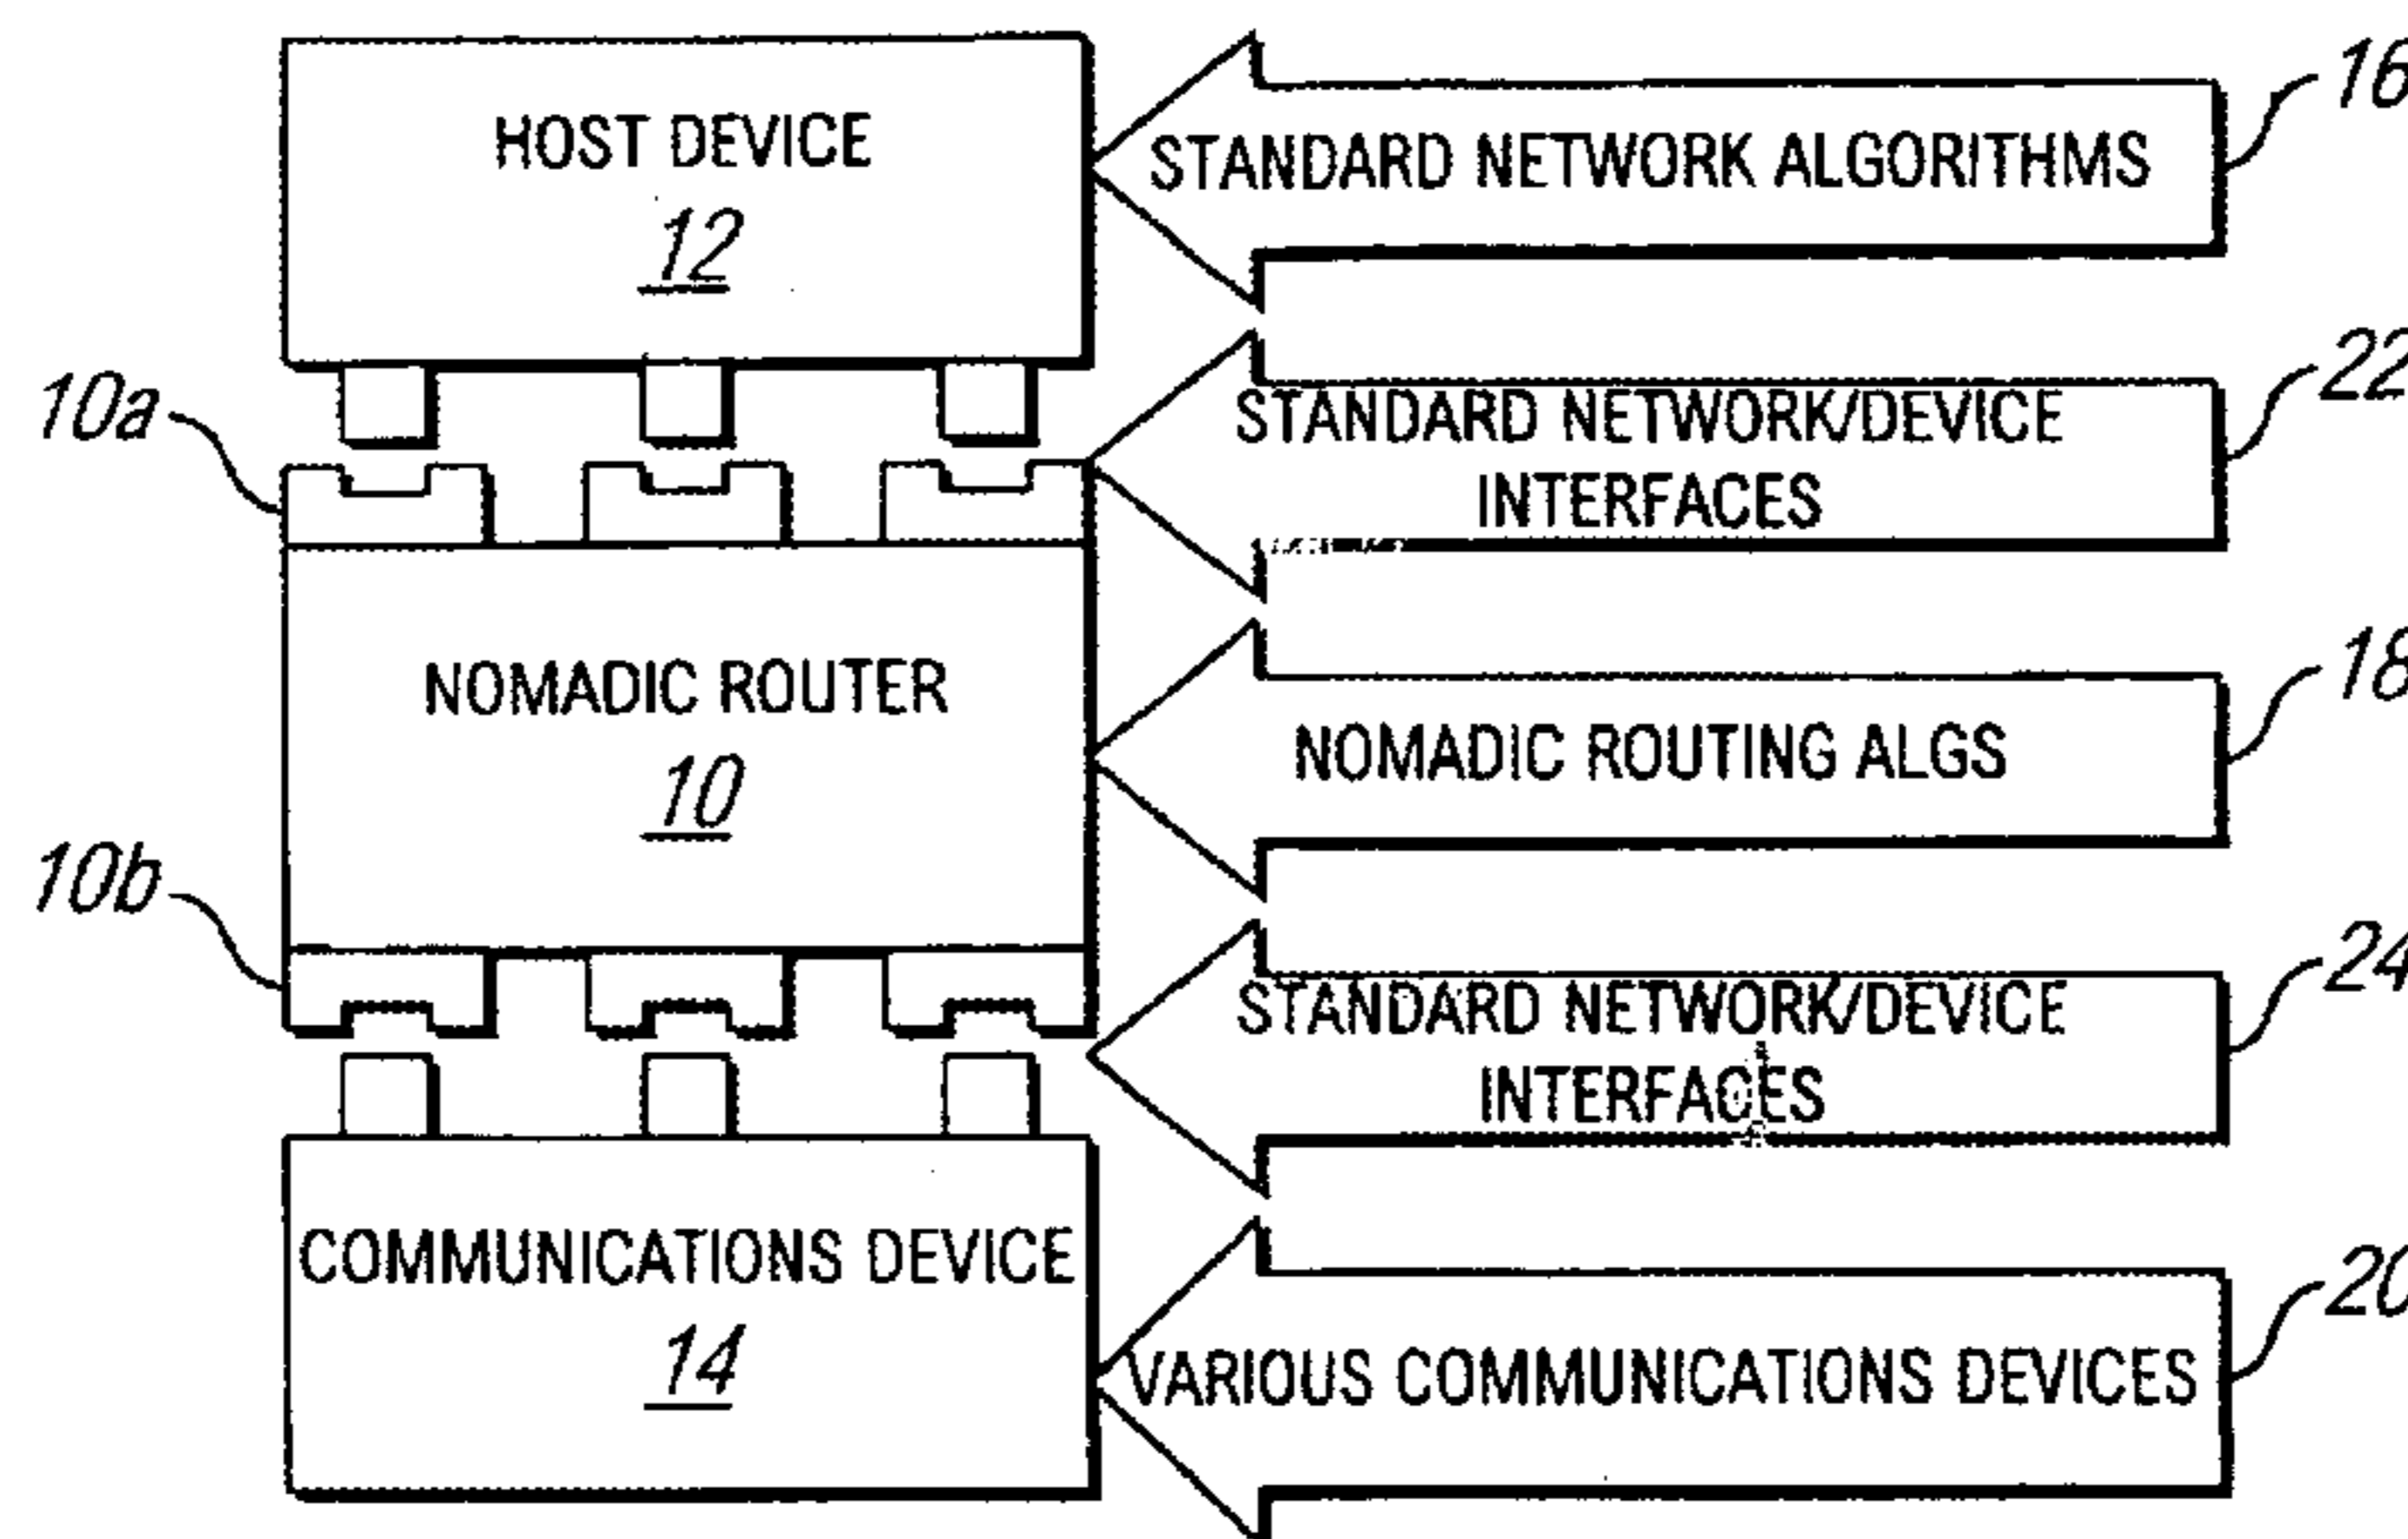 HOST DEVICE
12
STANDARD NETWORK ALGORITHMS
16
10a
STANDARD NETWORK/DEVICE
INTERFACES
22
NOMADIC ROUTER
10
NOMADIC ROUTING ALGS
18
10b
STANDARD NETWORK/DEVICE
INTERFACES
24
COMMUNICATIONS DEVICE
14
VARIOUS COMMUNICATIONS DEVICES
20